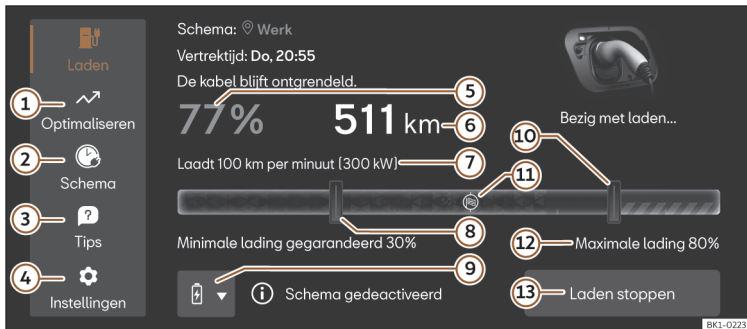 Laden
1
Optimaliseren
2
Schema
3
?
Tips
4
Instellingen
Schema: Werk
Vertrektijd: Do, 20:55
De kabel blijft ontgrendeld.
5
77%
511 km
6
Bezig met laden...
10
Laadt 100 km per minuut (300 kW)
7
11
Minimale lading gegarandeerd 30%
8
12
Maximale lading 80%
9
i
Schema gedeactiveerd
13
Laden stoppen
BK1-0223